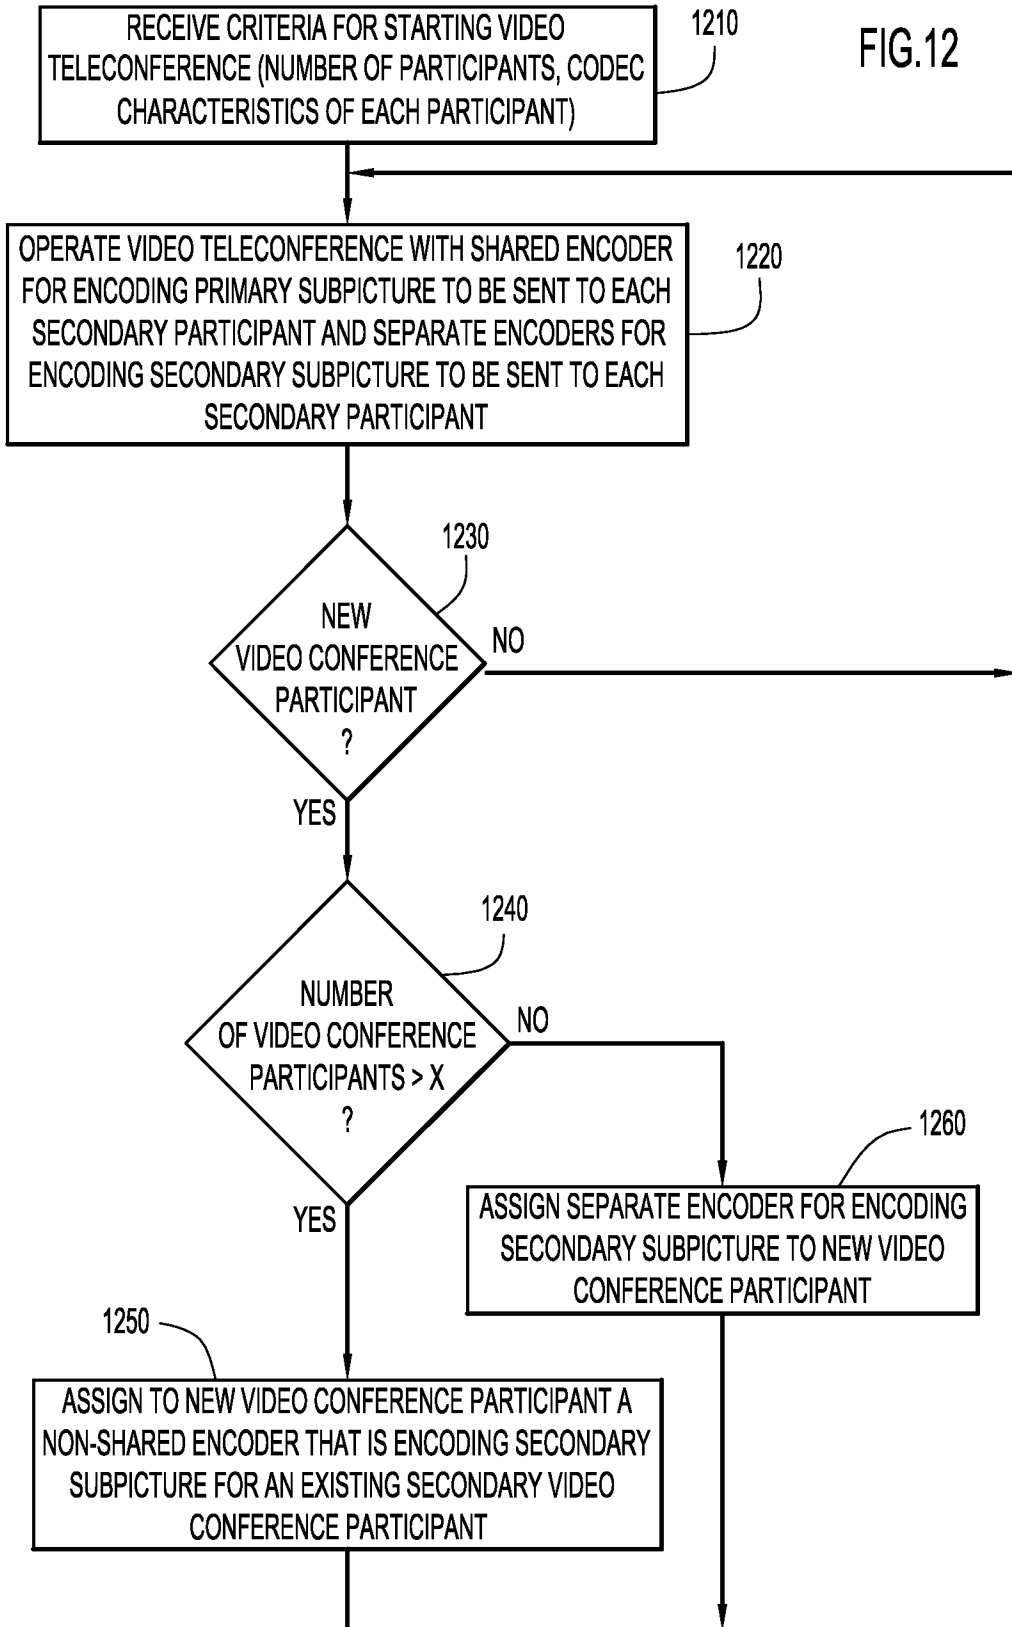 FIG.12
RECEIVE CRITERIA FOR STARTING VIDEO
TELECONFERENCE (NUMBER OF PARTICIPANTS, CODEC
CHARACTERISTICS OF EACH PARTICIPANT)
1210
OPERATE VIDEO TELECONFERENCE WITH SHARED ENCODER
FOR ENCODING PRIMARY SUBPICTURE TO BE SENT TO EACH
SECONDARY PARTICIPANT AND SEPARATE ENCODERS FOR
ENCODING SECONDARY SUBPICTURE TO BE SENT TO EACH
SECONDARY PARTICIPANT
1220
1230
NEW
VIDEO CONFERENCE
PARTICIPANT
?
NO
YES
1240
NUMBER
OF VIDEO CONFERENCE
PARTICIPANTS > X
?
NO
YES
1260
ASSIGN SEPARATE ENCODER FOR ENCODING
SECONDARY SUBPICTURE TO NEW VIDEO
CONFERENCE PARTICIPANT
1250
ASSIGN TO NEW VIDEO CONFERENCE PARTICIPANT A
NON-SHARED ENCODER THAT IS ENCODING SECONDARY
SUBPICTURE FOR AN EXISTING SECONDARY VIDEO
CONFERENCE PARTICIPANT